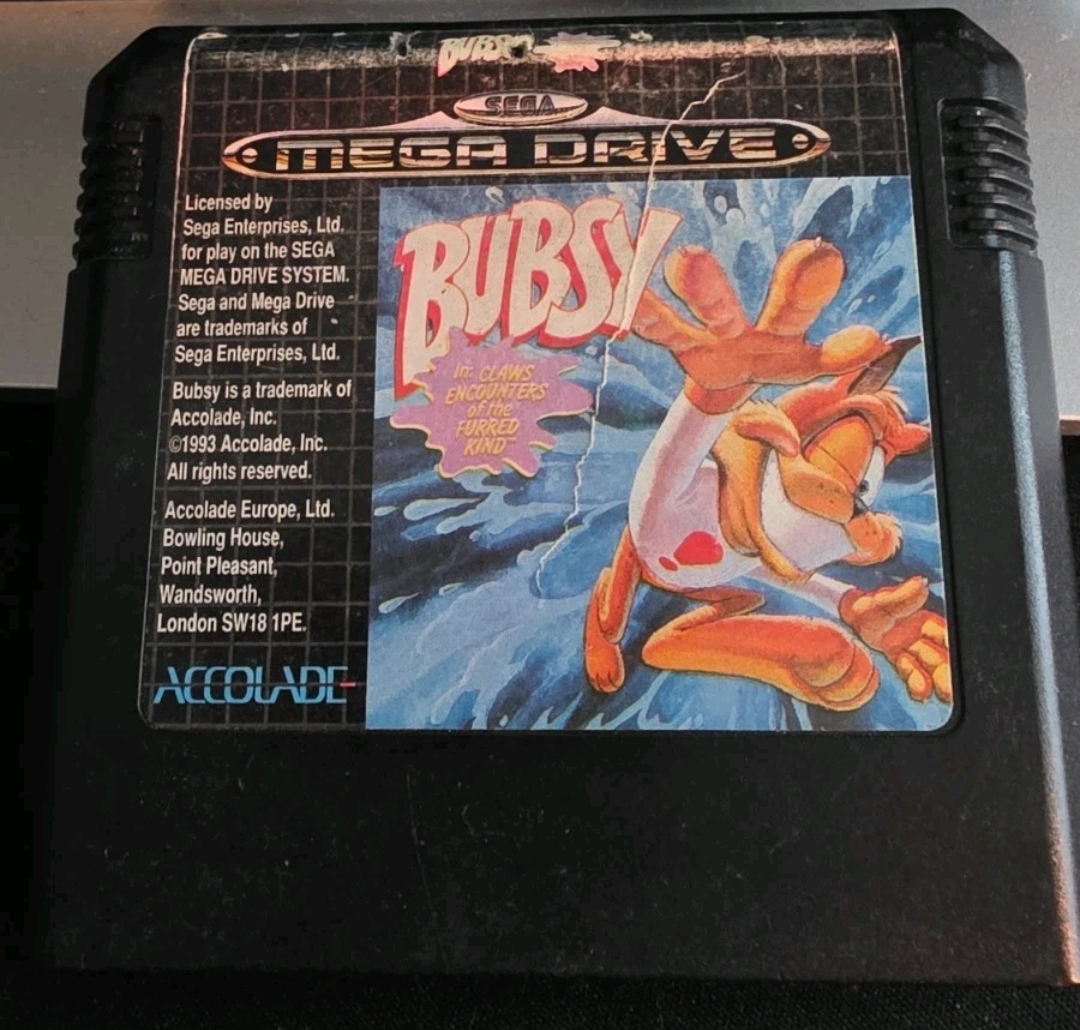 BUBSY
SEGA
MEGA DRIVE
Licensed by
Sega Enterprises, Ltd.
for play on the SEGA
MEGA DRIVE SYSTEM.
Sega and Mega Drive
are trademarks of
Sega Enterprises, Ltd.
Bubsy is a trademark of
Accolade, Inc.
©1993 Accolade, Inc.
All rights reserved.
Accolade Europe, Ltd.
Bowling House,
Point Pleasant,
Wandsworth,
London SW18 1PE.
ACCOLADE
BUBSY
in: CLAWS
ENCOUNTERS
of the
FURRED
KIND™